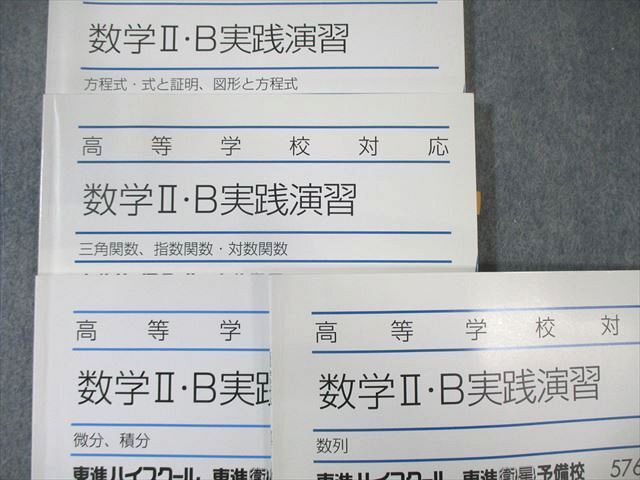 数学Ⅱ・B実践演習
方程式・式と証明、図形と方程式
高等学校対応
数学Ⅱ・B実践演習
三角関数、指数関数・対数関数
高等学
数学Ⅱ・B実践
微分、積分
東進ハイスクール 東進衛
高等学校対
数学Ⅱ・B実践演習
数列
東進ハイスクール 東進衛星予備校
576